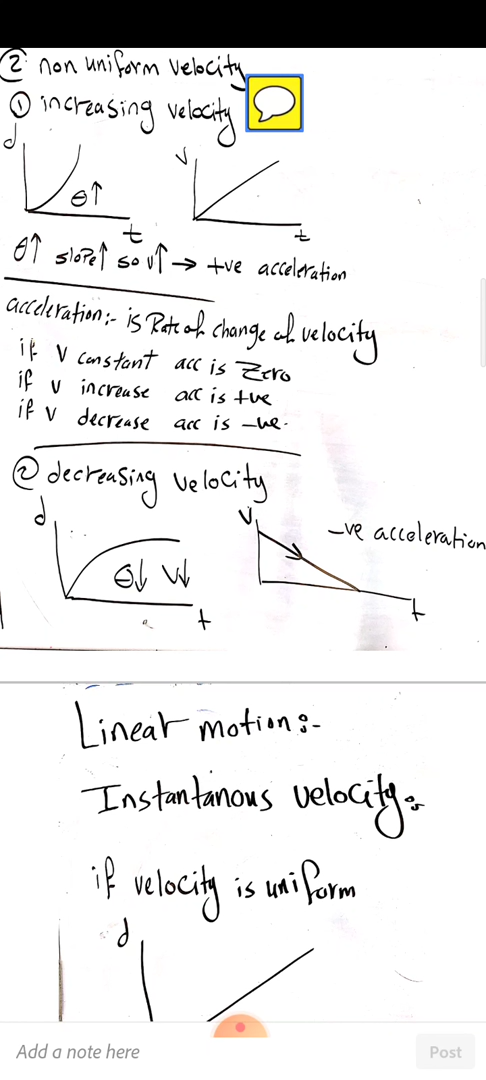 ② non uniform velocity
① increasing velocity
d
θ↑
t
v
t
θ↑ slope↑ so v↑ → +ve acceleration
acceleration:- is Rate of change of velocity
if V constant acc is Zero
if v increase acc is +ve
if V decrease acc is -ve.
② decreasing velocity
d
θ↓ V↓
t
V
-ve acceleration
t
Linear motion:-
Instantanous velocity:-
if velocity is uniform
d
Add a note here
Post